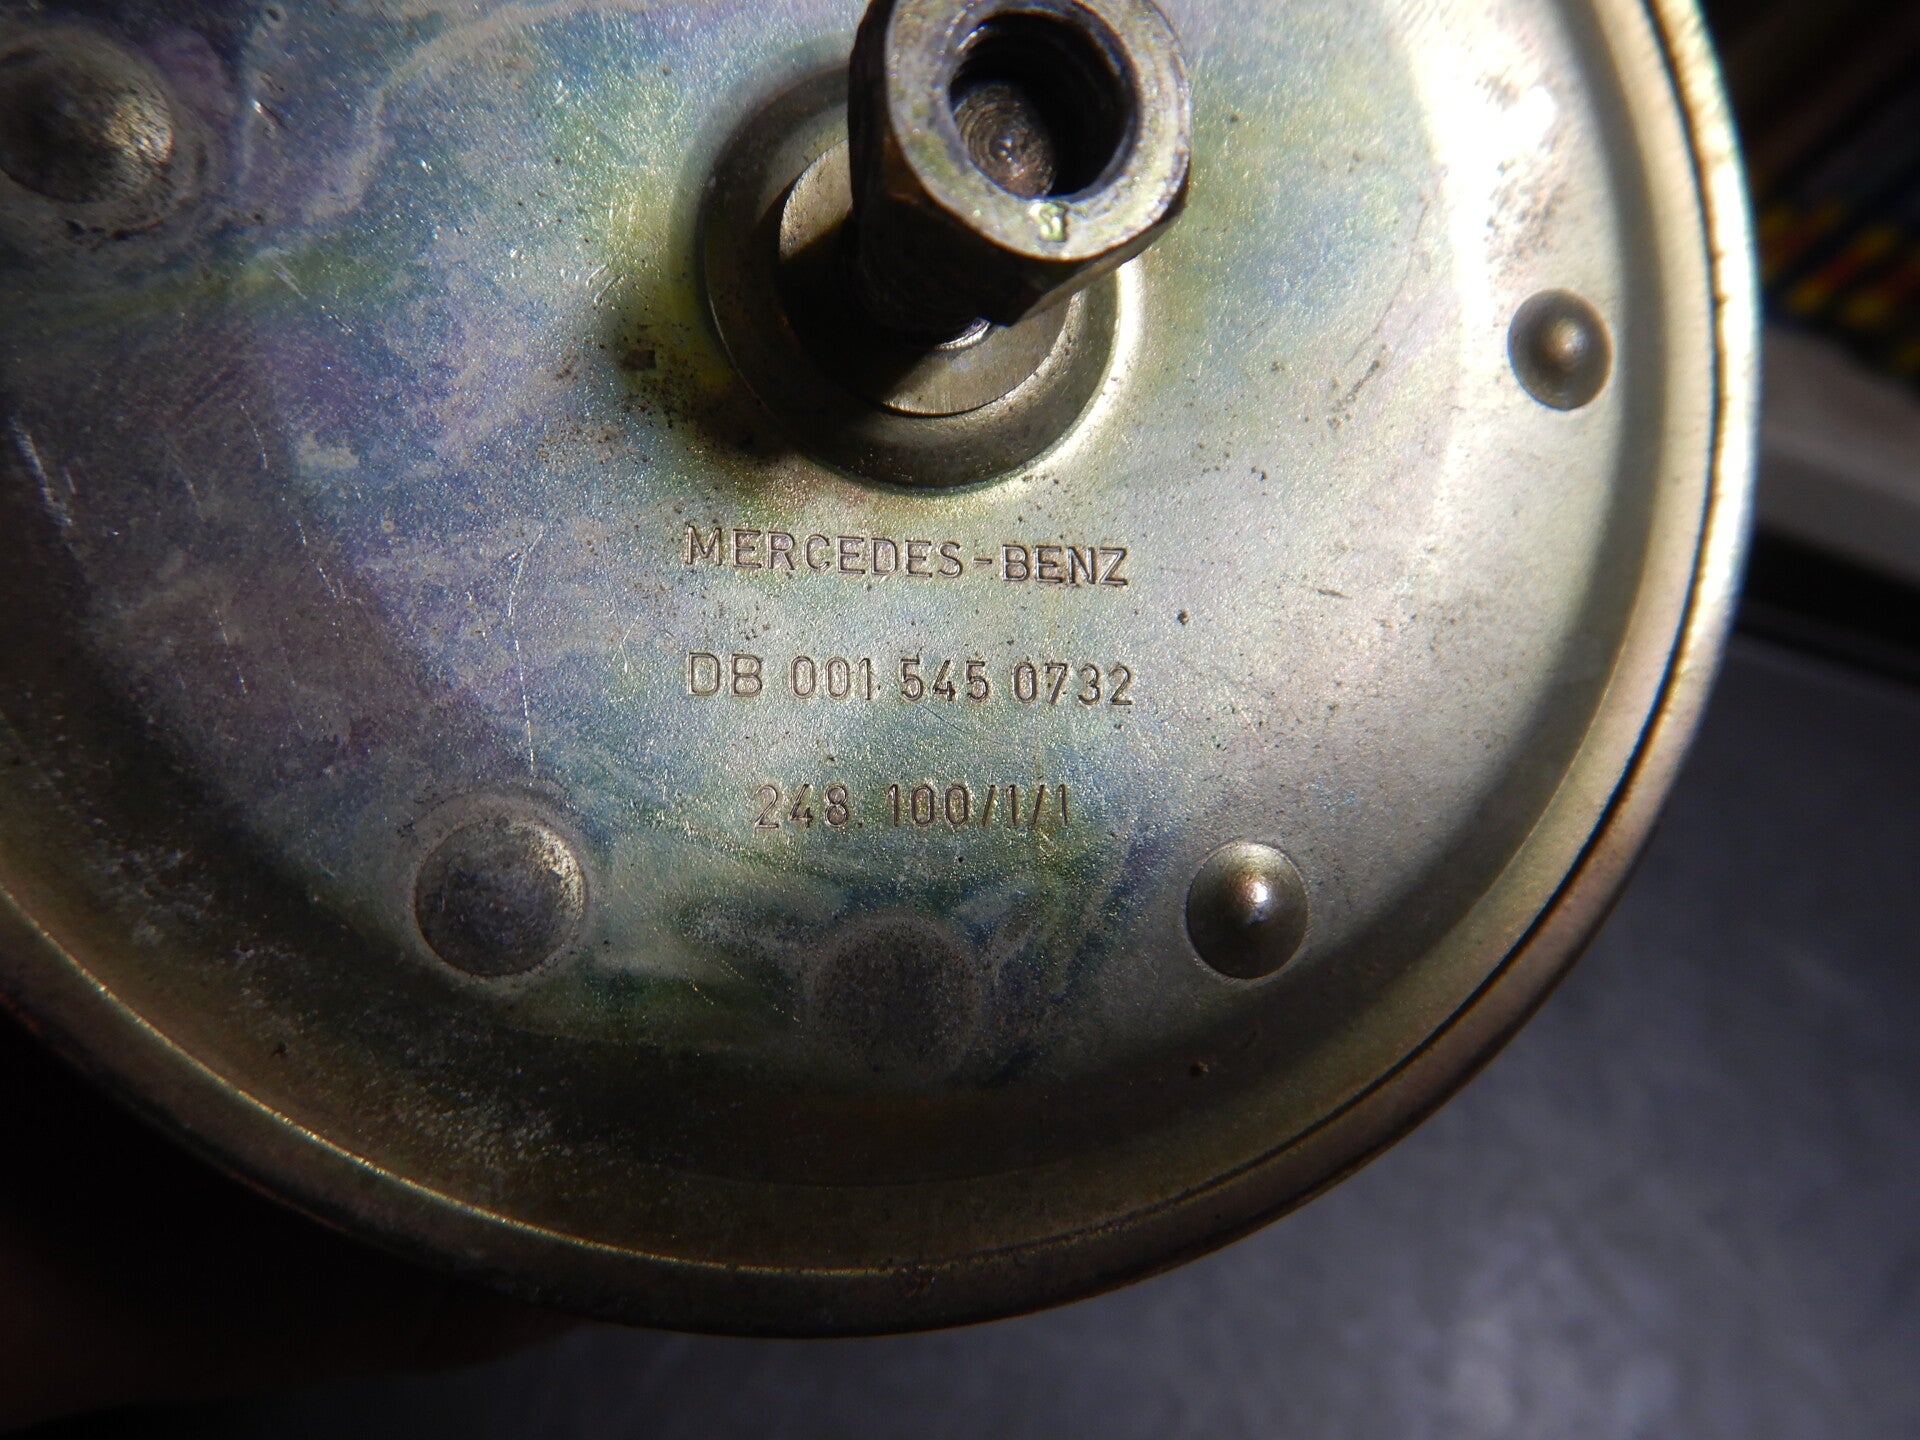 MERCEDES-BENZ
DB 001 545 0732
248.100/1/1